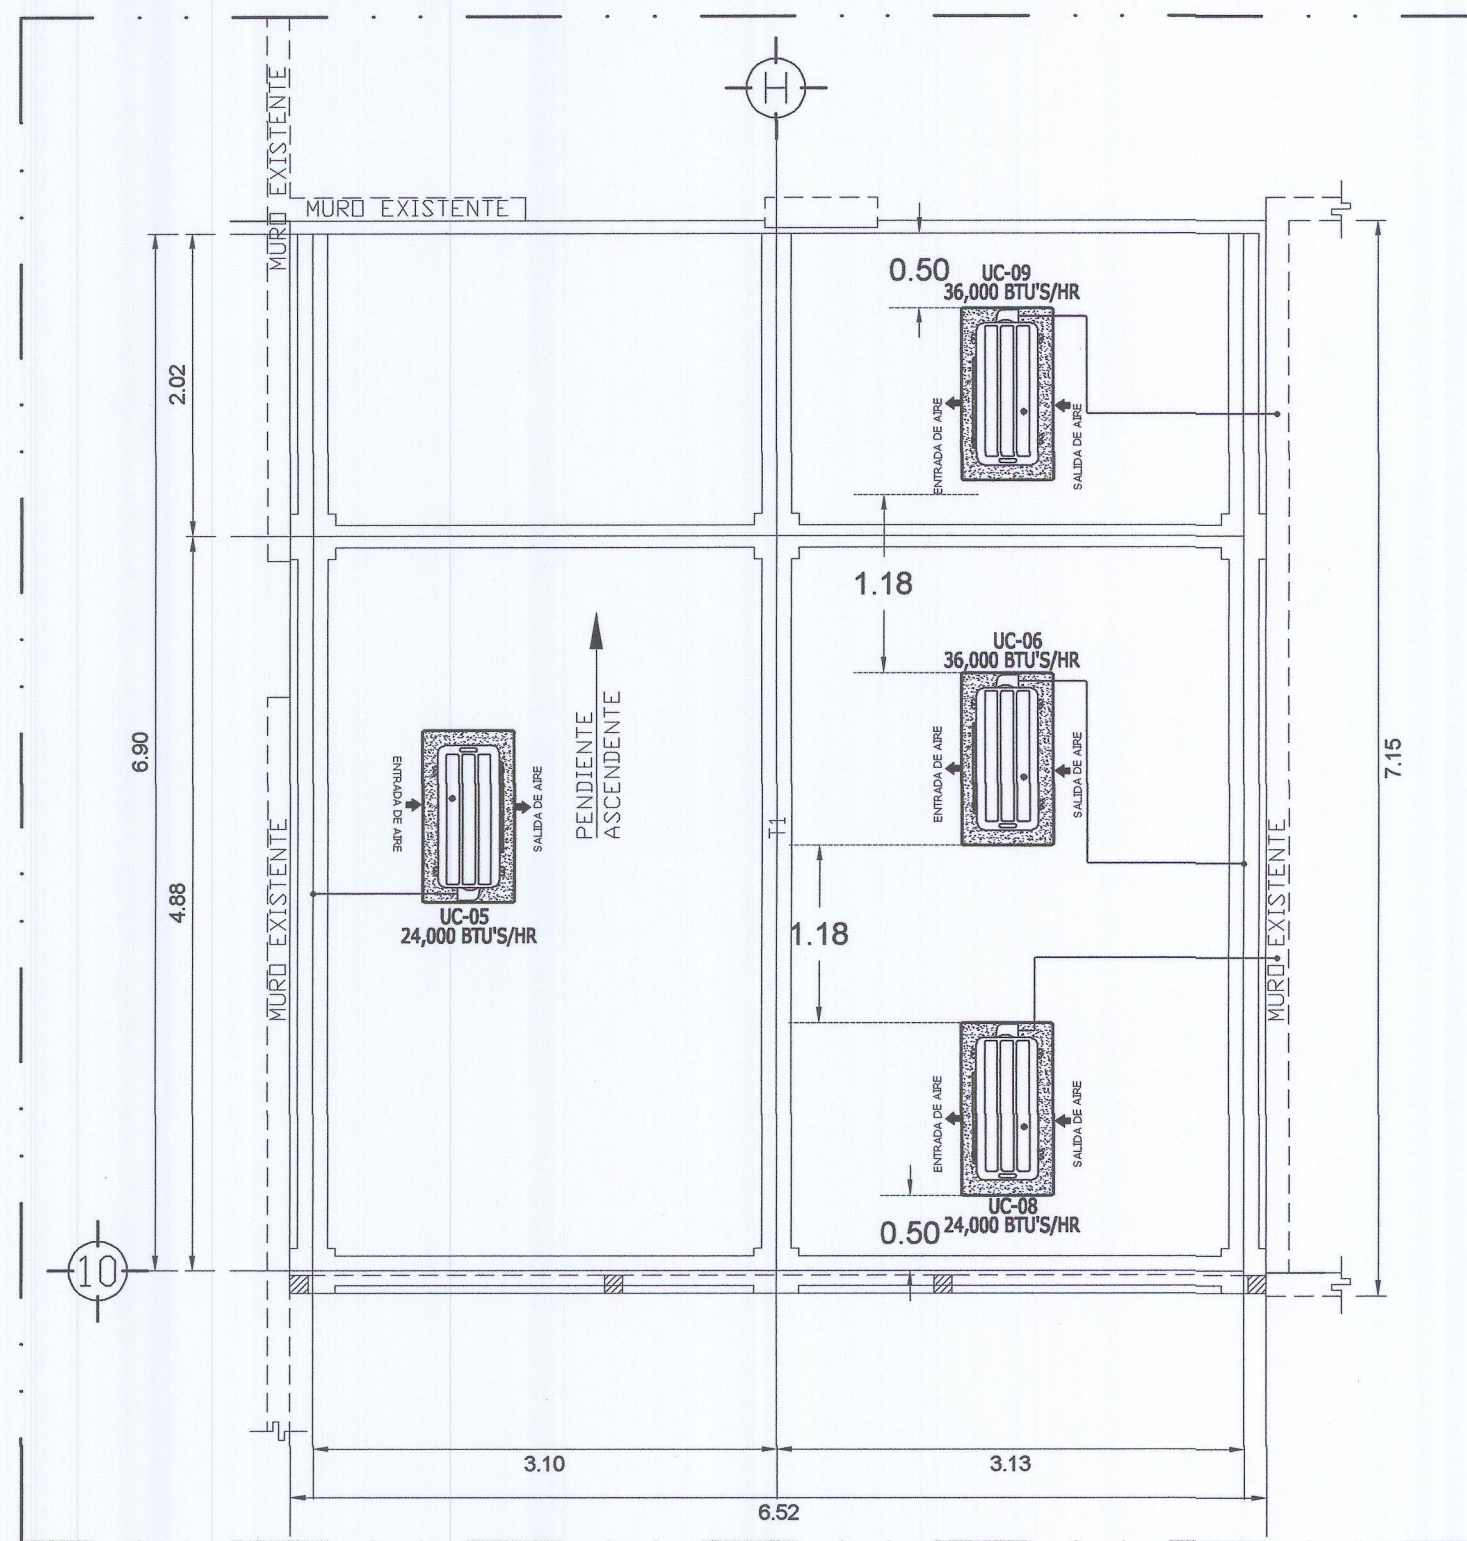 H
MURO EXISTENTE
MURO EXISTENTE
0.50
UC-09
36,000 BTU'S/HR
2.02
ENTRADA DE AIRE
SALIDA DE AIRE
1.18
UC-06
36,000 BTU'S/HR
6.90
4.88
ENTRADA DE AIRE
SALIDA DE AIRE
PENDIENTE
ASCENDENTE
ENTRADA DE AIRE
SALIDA DE AIRE
7.15
T1
UC-05
24,000 BTU'S/HR
MURO EXISTENTE
MURO EXISTENTE
1.18
ENTRADA DE AIRE
SALIDA DE AIRE
UC-08
24,000 BTU'S/HR
0.50
10
3.10
3.13
6.52